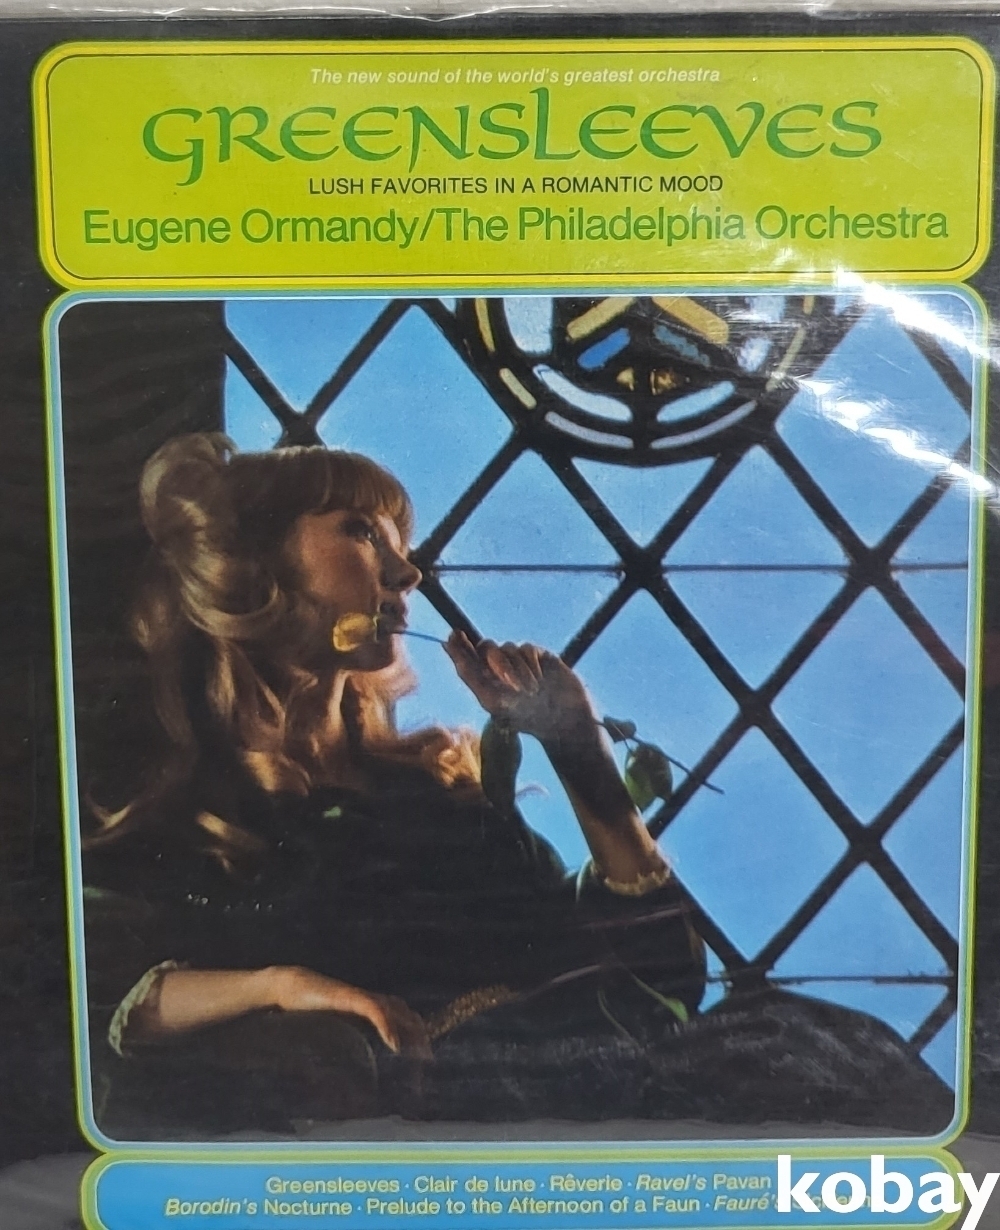 The new sound of the world's greatest orchestra
GREENSLEEVES
LUSH FAVORITES IN A ROMANTIC MOOD
Eugene Ormandy/The Philadelphia Orchestra
Greensleeves · Clair de lune · Rêverie · Ravel's Pavan
Borodin's Nocturne · Prelude to the Afternoon of a Faun · Fauré's
kobay